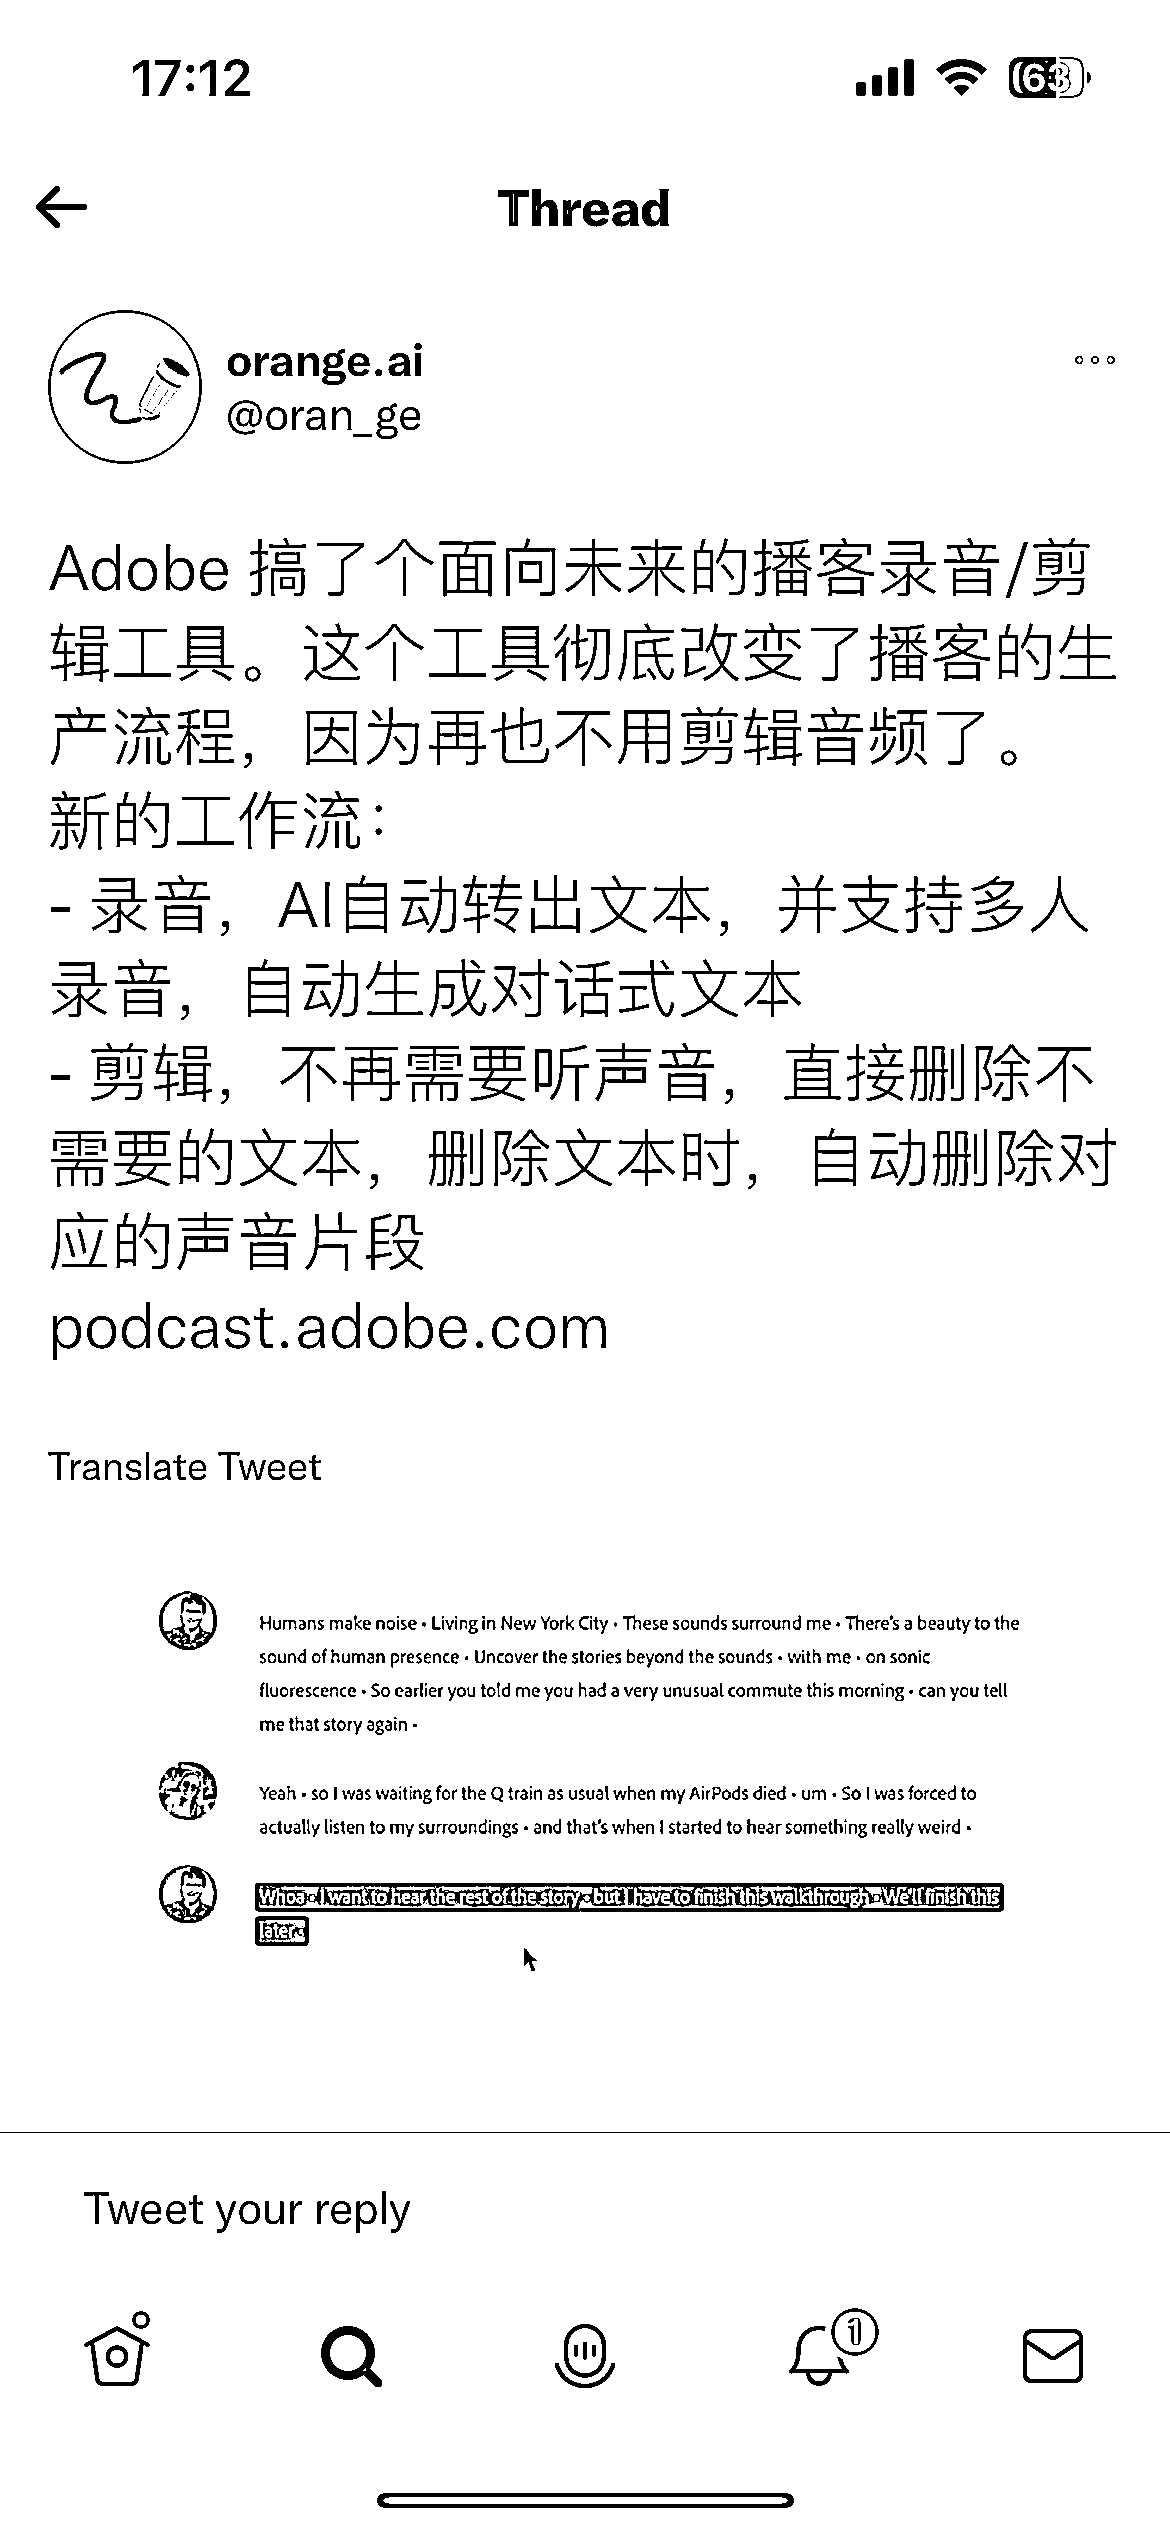 17:12
63
Thread
orange.ai
@oran_ge
Adobe 搞了个面向未来的播客录音/剪
辑工具。这个工具彻底改变了播客的生
产流程，因为再也不用剪辑音频了。
新的工作流：
- 录音，AI自动转出文本，并支持多人
录音，自动生成对话式文本
- 剪辑，不再需要听声音，直接删除不
需要的文本，删除文本时，自动删除对
应的声音片段
podcast.adobe.com
Translate Tweet
Humans make noise • Living in New York City • These sounds surround me • There's a beauty to the
sound of human presence • Uncover the stories beyond the sounds • with me • on sonic
fluorescence • So earlier you told me you had a very unusual commute this morning • can you tell
me that story again •
Yeah • so I was waiting for the Q train as usual when my AirPods died • um • So I was forced to
actually listen to my surroundings • and that's when I started to hear something really weird •
Whoa • I want to hear the rest of the story • but I have to finish this walkthrough • We'll finish this
later •
Tweet your reply
1